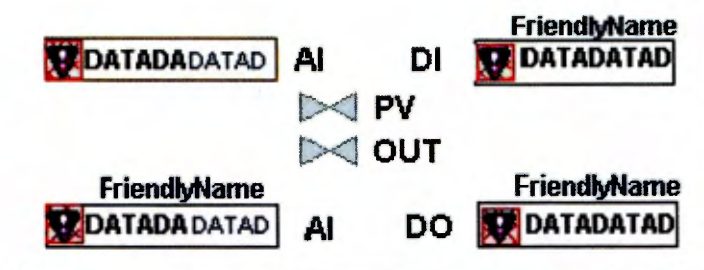 FriendlyName
DATADADATAD AI DI DATADATAD
PV
OUT
FriendlyName FriendlyName
DATADADATAD AI DO DATADATAD